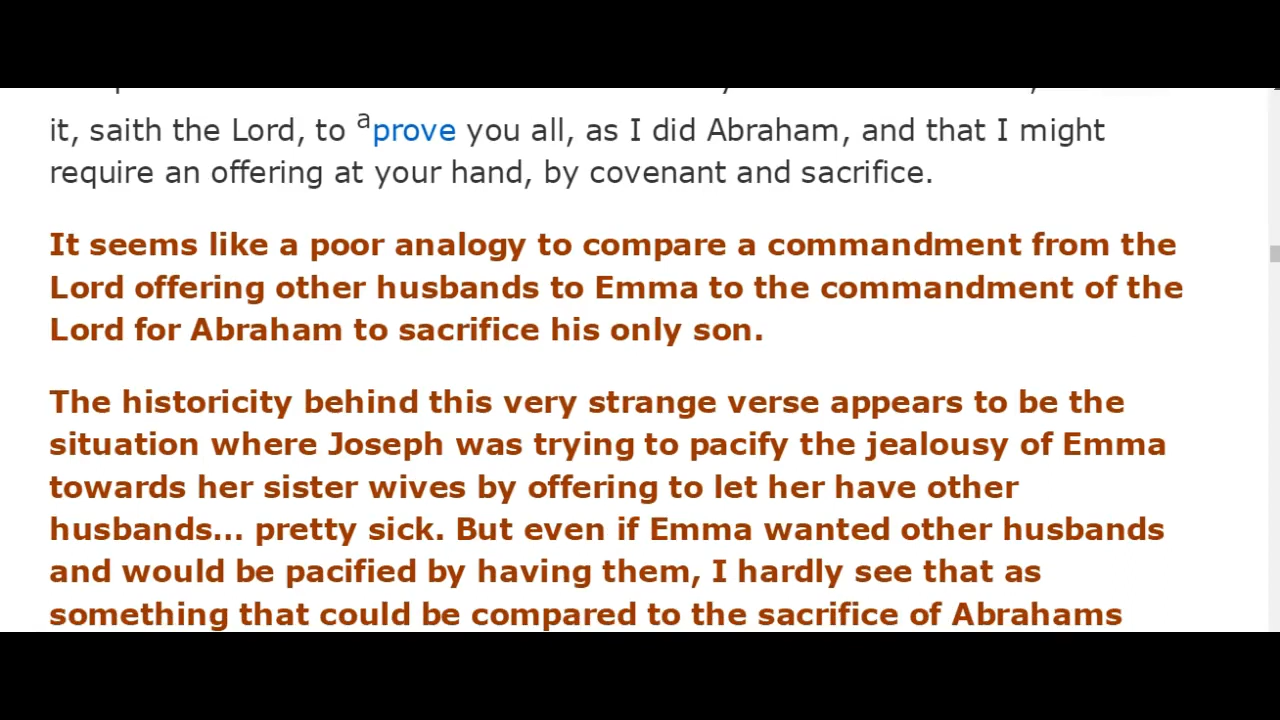 it, saith the Lord, to aprove you all, as I did Abraham, and that I might
require an offering at your hand, by covenant and sacrifice.
It seems like a poor analogy to compare a commandment from the
Lord offering other husbands to Emma to the commandment of the
Lord for Abraham to sacrifice his only son.
The historicity behind this very strange verse appears to be the
situation where Joseph was trying to pacify the jealousy of Emma
towards her sister wives by offering to let her have other
husbands... pretty sick. But even if Emma wanted other husbands
and would be pacified by having them, I hardly see that as
something that could be compared to the sacrifice of Abrahams